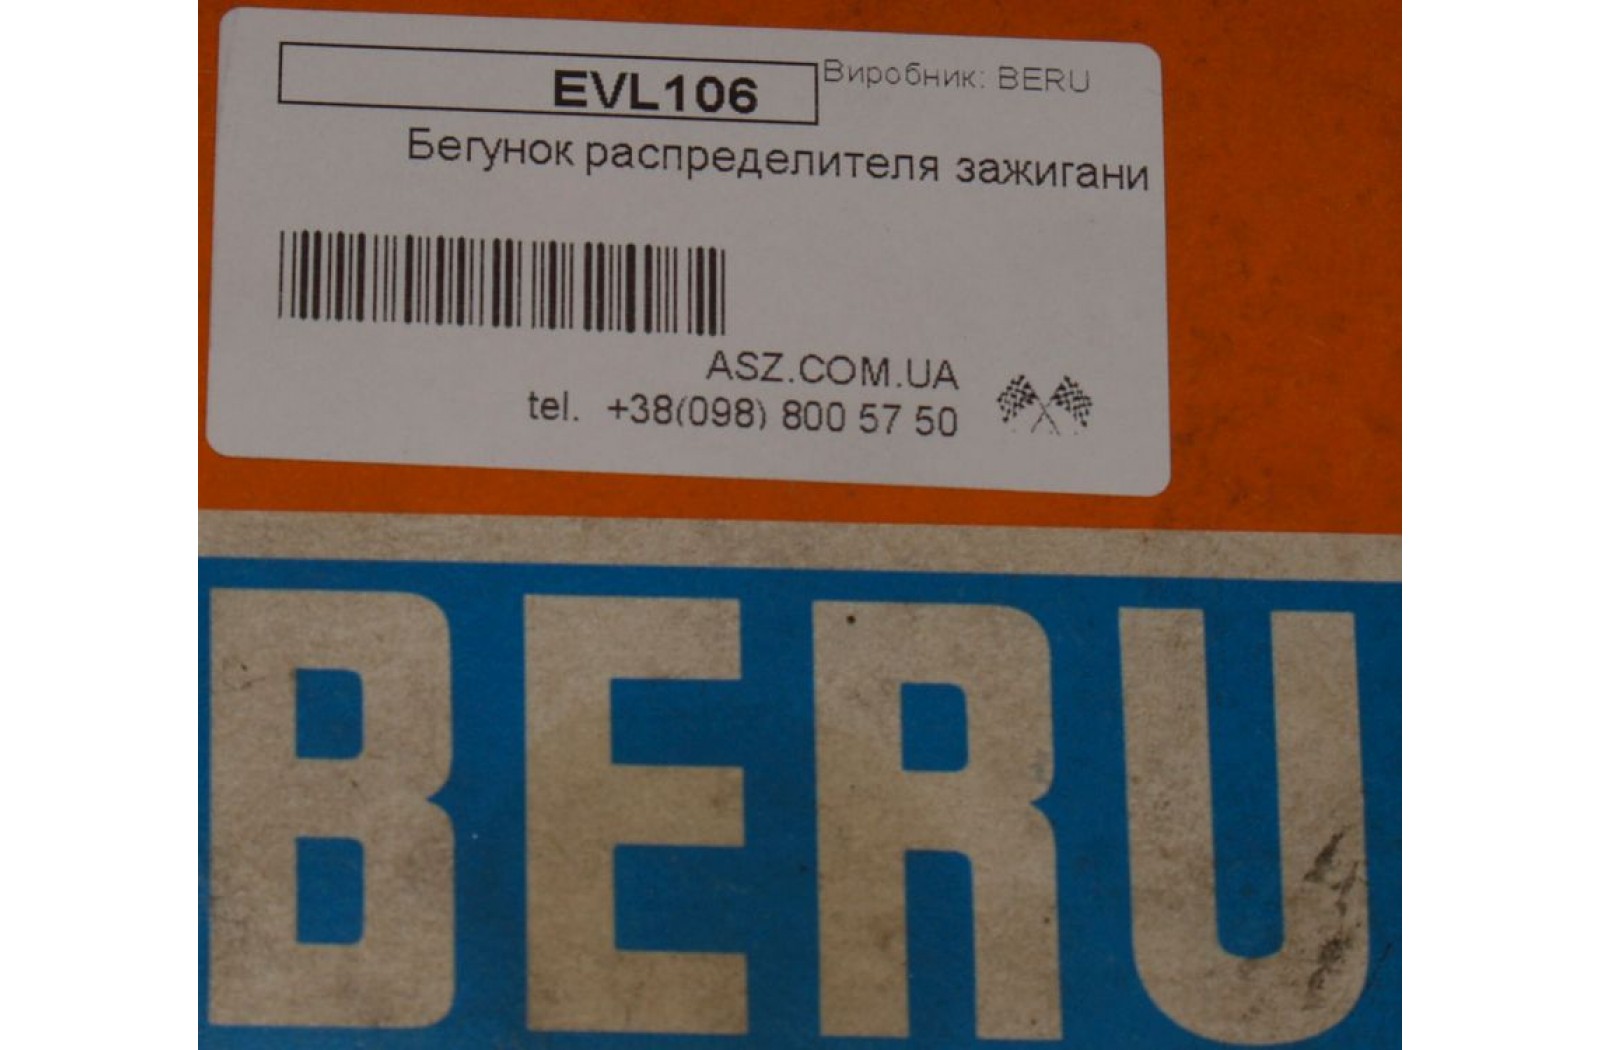 EVL106 Виробник: BERU
Бегунок распределителя зажигани
ASZ.COM.UA
tel. +38(098) 800 57 50
BERU